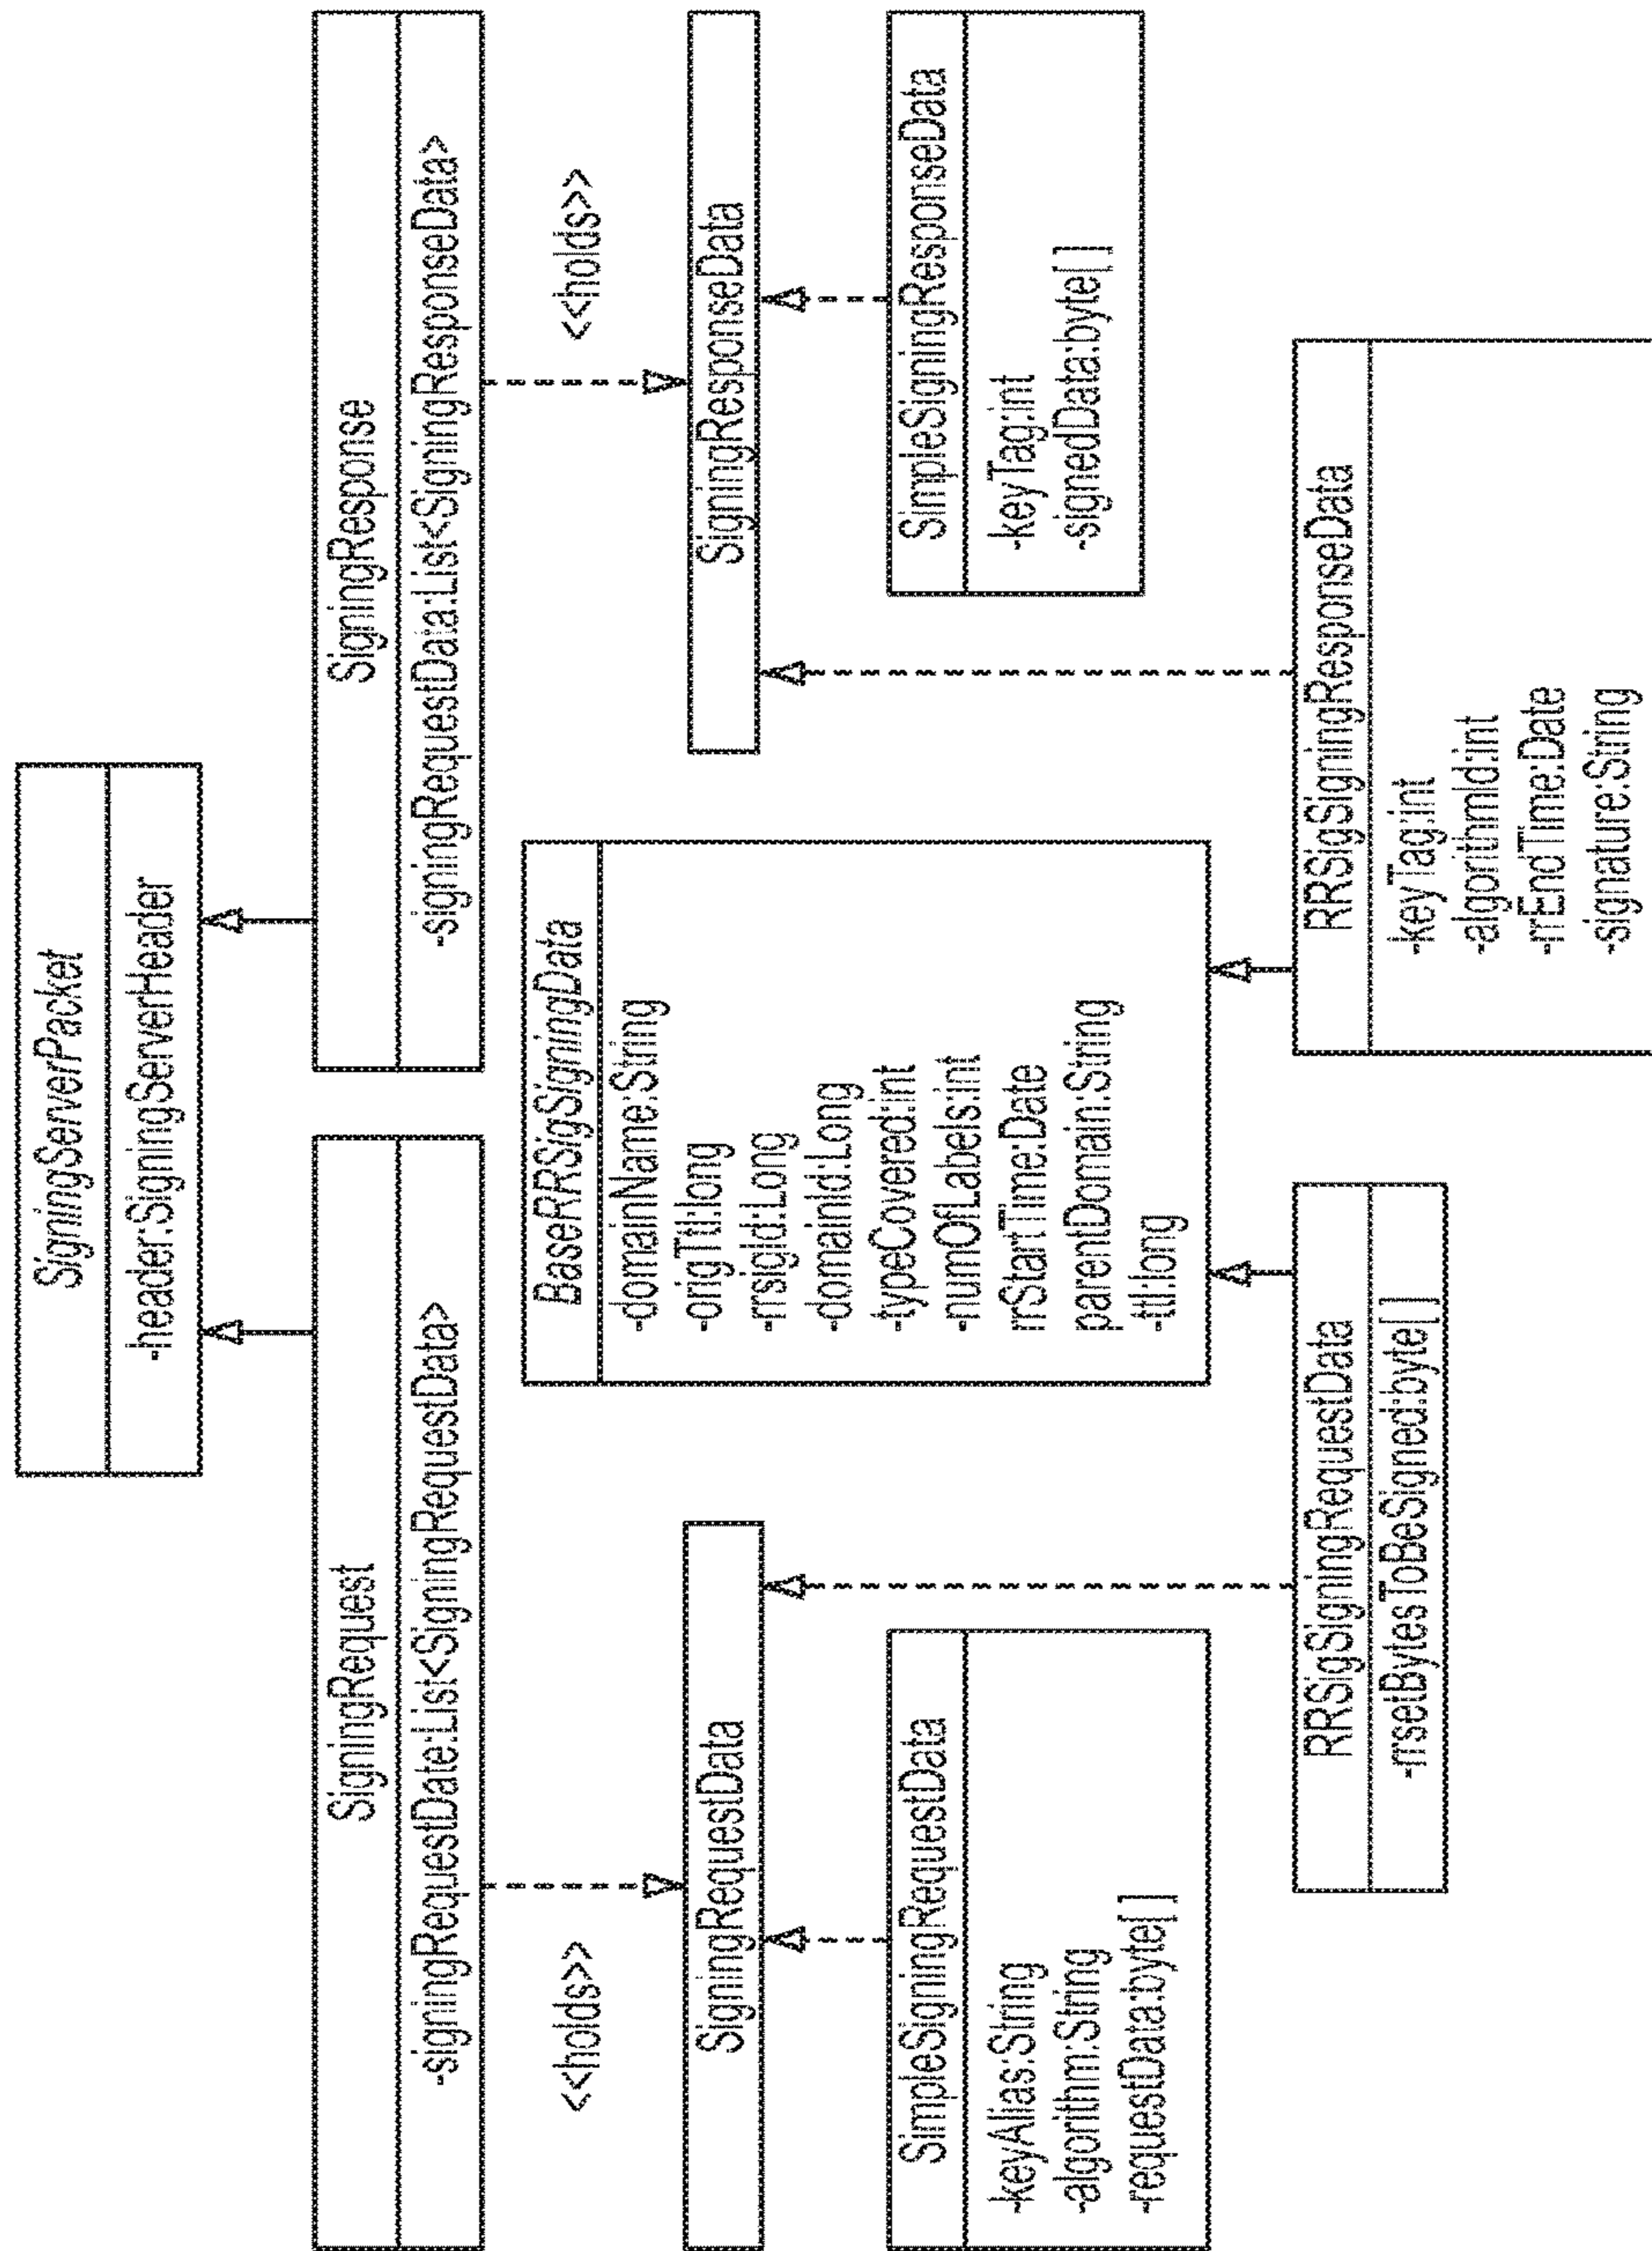 SigningServerPacket
-header:SigningServerHeader
SigningRequest
-signingRequestDate:List<SigningRequestData>
SigningResponse
-signingRequestData:List<SigningResponseData>
<<holds>>
<<holds>>
SigningRequestData
BaseRRSigSigningData
-domainName:String
-origTtl:long
-rrsigId:Long
-domainId:Long
-typeCovered:int
-numOfLabels:int
rrStartTime:Date
parentDomain:String
-ttl:long
SigningResponseData
SimpleSigningRequestData
-keyAlias:String
-algorithm:String
-requestData:byte[ ]
SimpleSigningResponseData
-keyTag:int
-signedData:byte[ ]
RRSigSigningRequestData
-rrsetBytesToBeSigned:byte[ ]
RRSigSigningResponseData
-keyTag:int
-algorithmId:int
-rrEndTime:Date
-signature:String